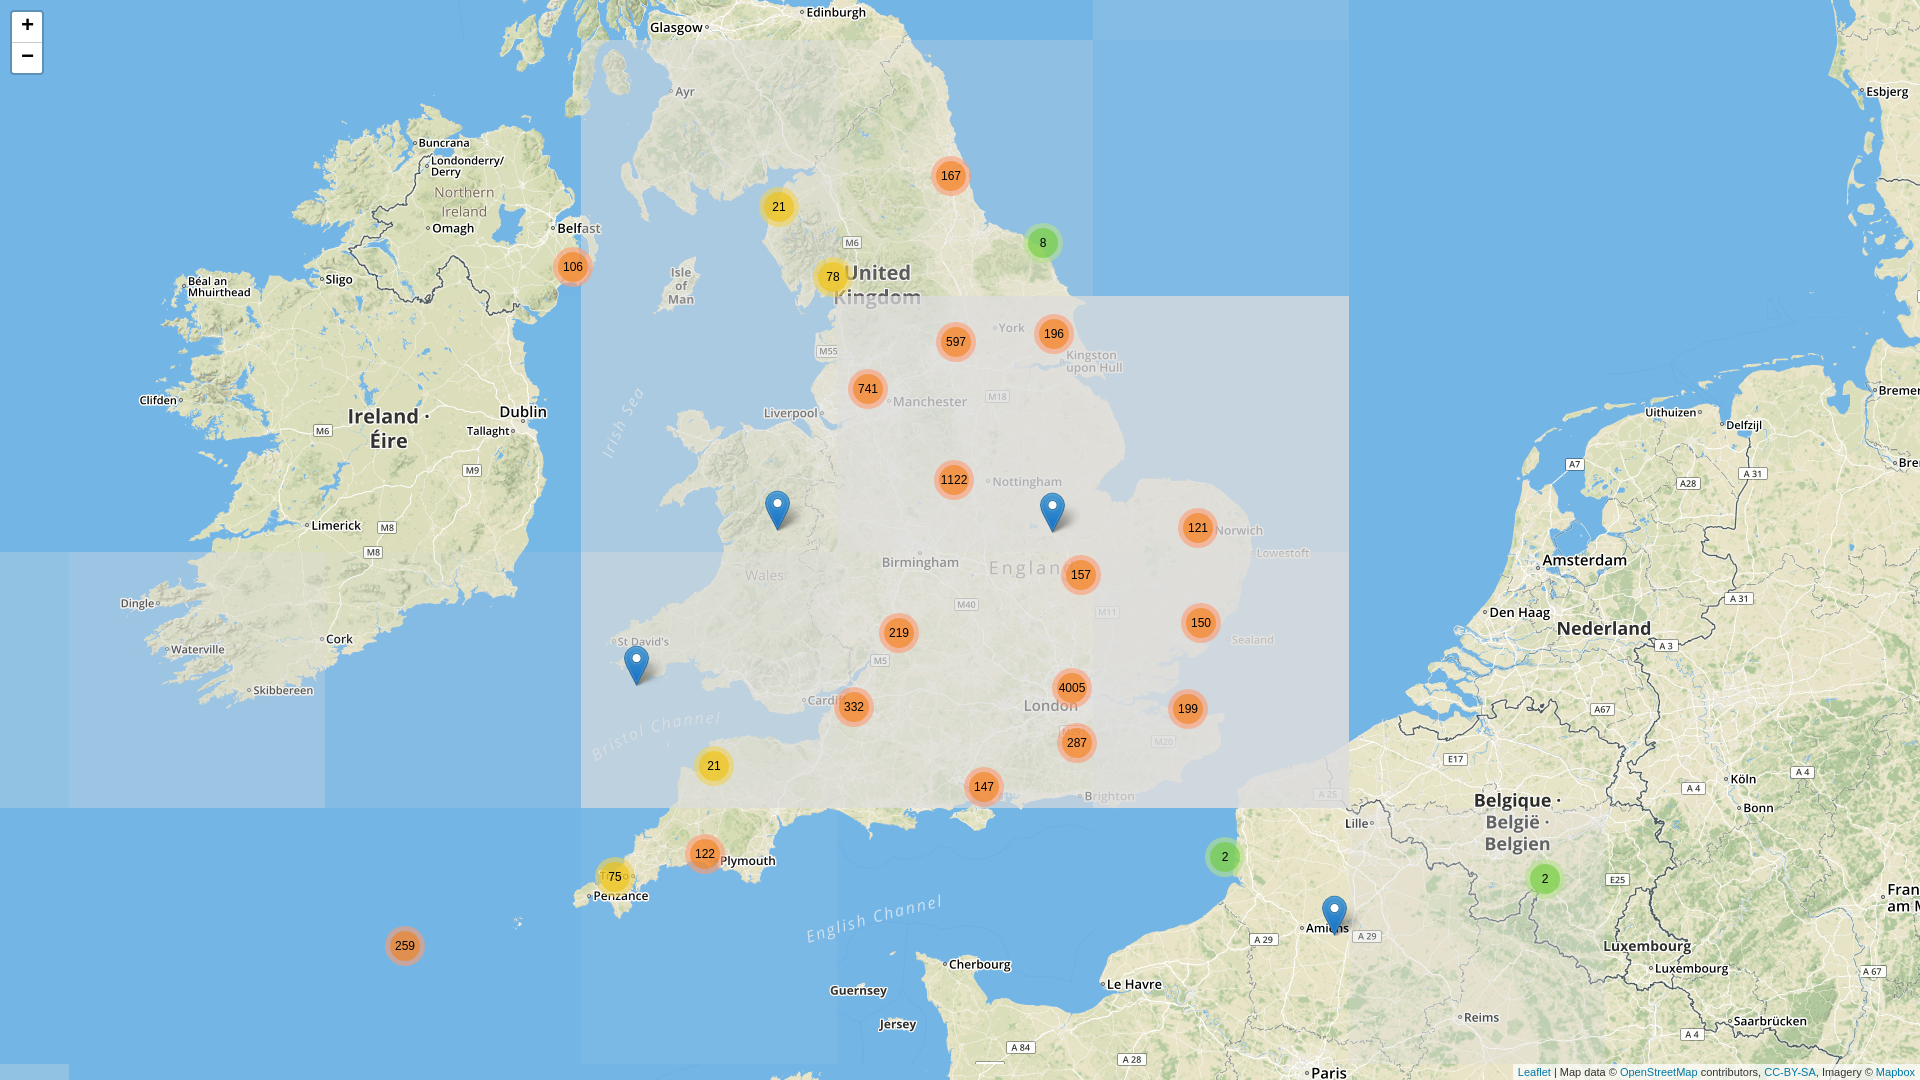 +
−
Edinburgh
Glasgow
Ayr
Esbjerg
Buncrana
Londonderry/
Derry
167
Northern
Ireland
21
Omagh
Belfast
M6
8
106
Isle
of
Man
78
United
Kingdom
Sligo
Béal an
Mhuirthead
York
196
597
M55
Kingston
upon Hull
741
Manchester
M18
Clifden
Dublin
Liverpool
Uithuizen
Bremer
Ireland ·
Éire
M6
Tallaght
Irish Sea
Delfzijl
M9
A7
A 31
Bre
1122
Nottingham
A28
Limerick
M8
121
Norwich
M8
Lowestoft
Birmingham
Amsterdam
Wales
Englan
157
Dingle
M40
M11
Den Haag
A 31
Nederland
219
150
Cork
St David's
Sealand
A 3
Waterville
M5
Skibbereen
4005
Cardif
332
London
199
A67
Bristol Channel
287
M20
E17
21
A 4
Köln
147
Brighton
A 25
A 4
Bonn
Belgique ·
België ·
Belgien
Lille
122
Plymouth
2
75
2
E25
Penzance
Fran
am M
English Channel
Amiens
A 29
A 29
259
Luxembourg
Cherbourg
Luxembourg
A 67
Le Havre
Guernsey
Jersey
Reims
Saarbrücken
A 84
A 28
A 4
Paris
Leaflet | Map data © OpenStreetMap contributors, CC-BY-SA, Imagery © Mapbox